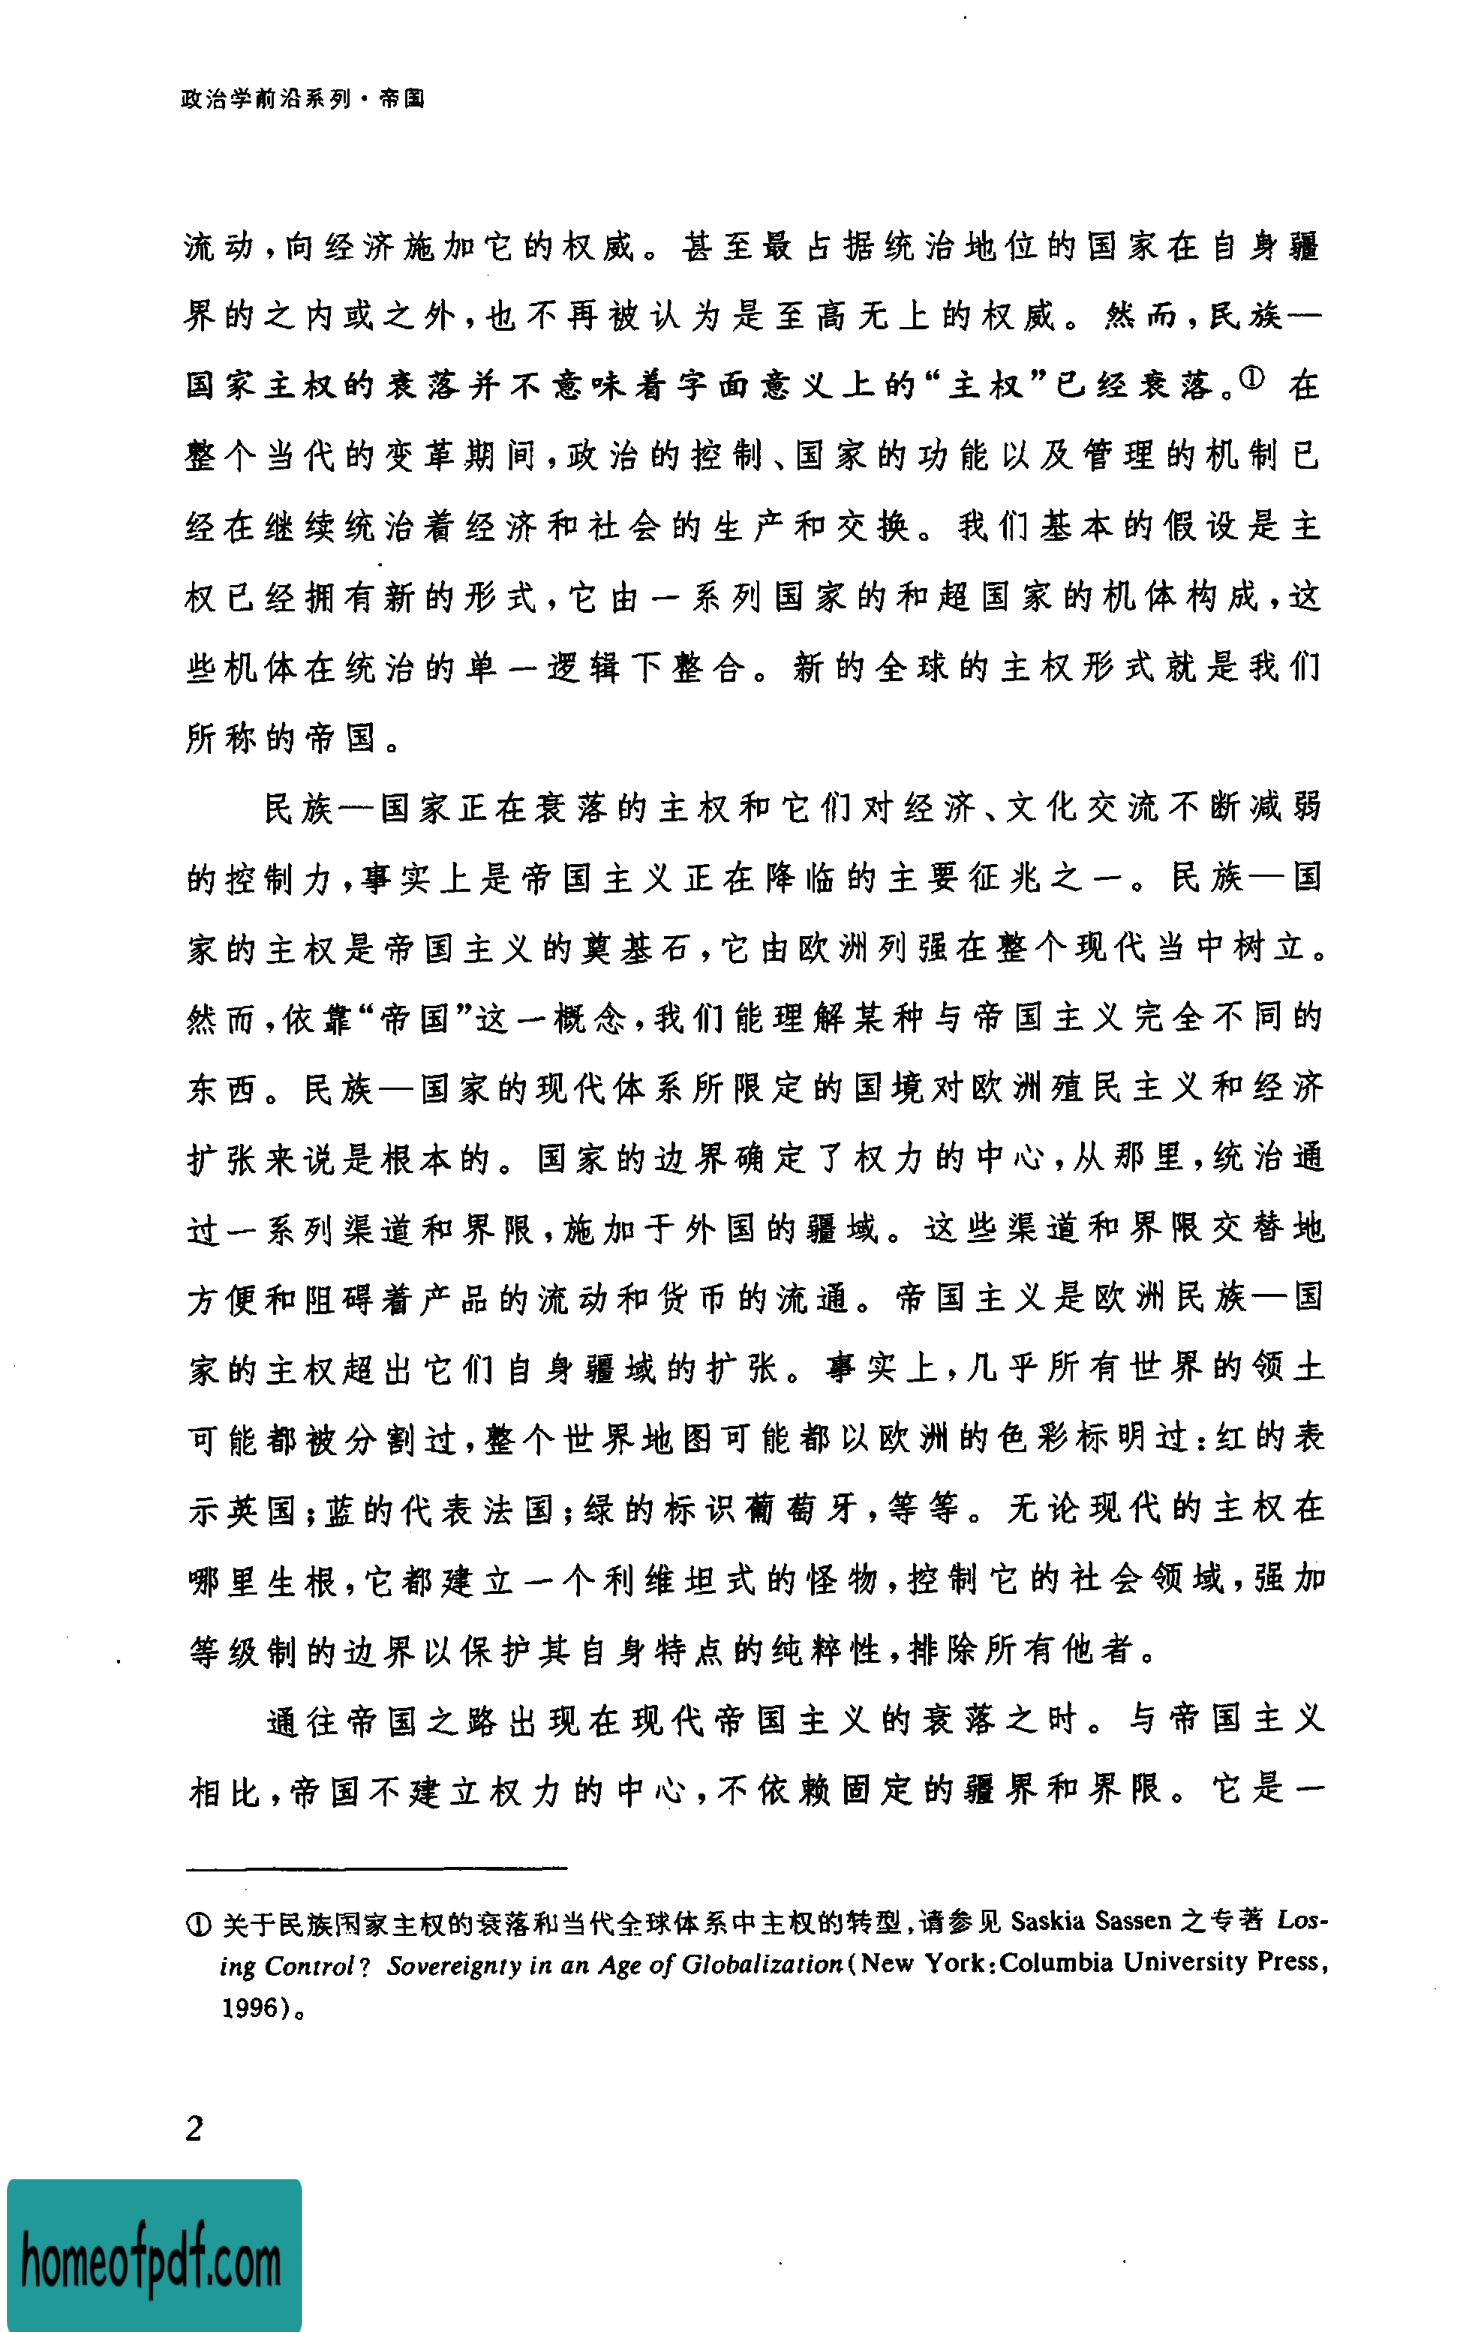 政治学前沿系列·帝国
流动，向经济施加它的权威。甚至最占据统治地位的国家在自身疆
界的之内或之外，也不再被认为是至高无上的权威。然而，民族—
国家主权的衰落并不意味着字面意义上的“主权”已经衰落。① 在
整个当代的变革期间，政治的控制、国家的功能以及管理的机制已
经在继续统治着经济和社会的生产和交换。我们基本的假设是主
权已经拥有新的形式，它由一系列国家的和超国家的机体构成，这
些机体在统治的单一逻辑下整合。新的全球的主权形式就是我们
所称的帝国。
民族—国家正在衰落的主权和它们对经济、文化交流不断减弱
的控制力，事实上是帝国主义正在降临的主要征兆之一。民族—国
家的主权是帝国主义的奠基石，它由欧洲列强在整个现代当中树立。
然而，依靠“帝国”这一概念，我们能理解某种与帝国主义完全不同的
东西。民族—国家的现代体系所限定的国境对欧洲殖民主义和经济
扩张来说是根本的。国家的边界确定了权力的中心，从那里，统治通
过一系列渠道和界限，施加于外国的疆域。这些渠道和界限交替地
方便和阻碍着产品的流动和货币的流通。帝国主义是欧洲民族—国
家的主权超出它们自身疆域的扩张。事实上，几乎所有世界的领土
可能都被分割过，整个世界地图可能都以欧洲的色彩标明过：红的表
示英国；蓝的代表法国；绿的标识葡萄牙，等等。无论现代的主权在
哪里生根，它都建立一个利维坦式的怪物，控制它的社会领域，强加
等级制的边界以保护其自身特点的纯粹性，排除所有他者。
通往帝国之路出现在现代帝国主义的衰落之时。与帝国主义
相比，帝国不建立权力的中心，不依赖固定的疆界和界限。它是一
① 关于民族国家主权的衰落和当代全球体系中主权的转型，请参见 Saskia Sassen 之专著 Los-
ing Control? Sovereignty in an Age of Globalization(New York:Columbia University Press,
1996)。
2
homeofpdf.com